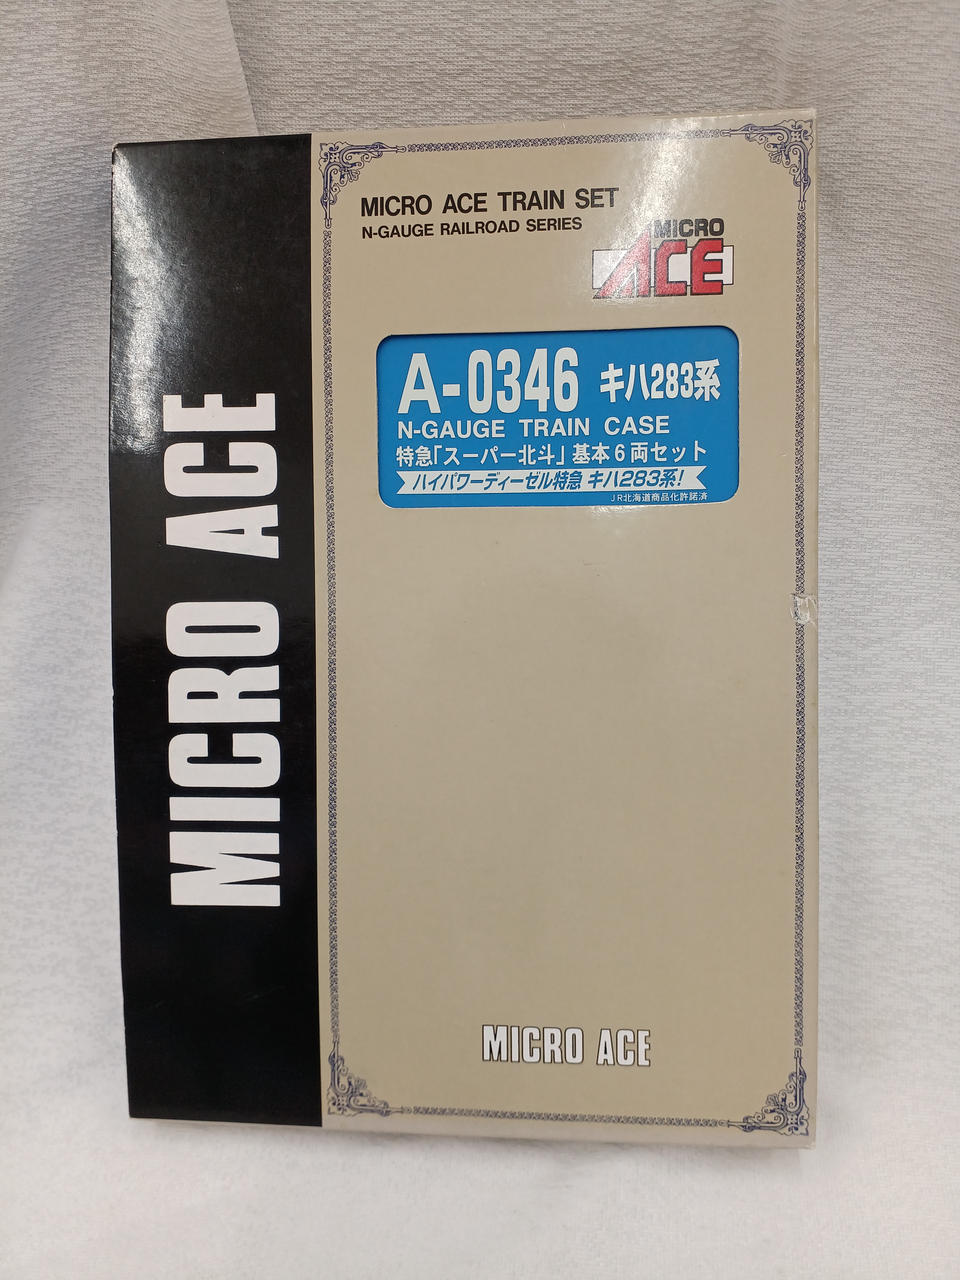 MICRO ACE
MICRO ACE TRAIN SET
N-GAUGE RAILROAD SERIES
MICRO
ACE
A-0346 キハ283系
N-GAUGE TRAIN CASE
特急「スーパー北斗」基本6両セット
ハイパワーディーゼル特急 キハ283系!
JR北海道商品化許諾済
MICRO ACE